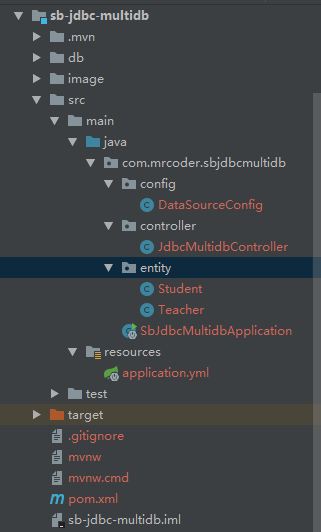 sb-jdbc-multidb
.mvn
db
image
src
main
java
com.mrcoder.sbjdbcmultidb
config
DataSourceConfig
controller
JdbcMultidbController
entity
Student
Teacher
SbJdbcMultidbApplication
resources
application.yml
test
target
.gitignore
mvnw
mvnw.cmd
pom.xml
sb-jdbc-multidb.iml